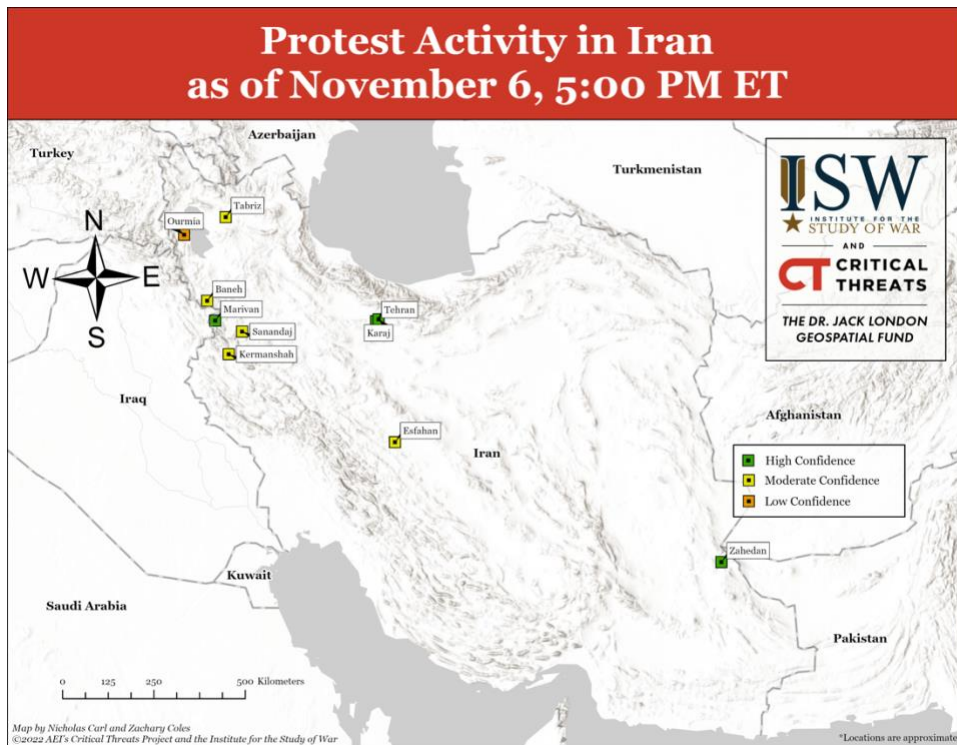 Protest Activity in Iran
as of November 6, 5:00 PM ET
Azerbaijan
Turkey
Turkmenistan
ISW
INSTITUTE FOR THE
STUDY OF WAR
AND
CT CRITICAL
THREATS
THE DR. JACK LONDON
GEOSPATIAL FUND
N
W E
S
Tabriz
Ourmia
Baneh
Marivan
Sanandaj
Kermanshah
Tehran
Karaj
Iraq
Afghanistan
Esfahan
Iran
High Confidence
Moderate Confidence
Low Confidence
Zahedan
Kuwait
Saudi Arabia
Pakistan
0 125 250 500 Kilometers
Map by Nicholas Carl and Zachary Coles
©2022 AEI's Critical Threats Project and the Institute for the Study of War
*Locations are approximate